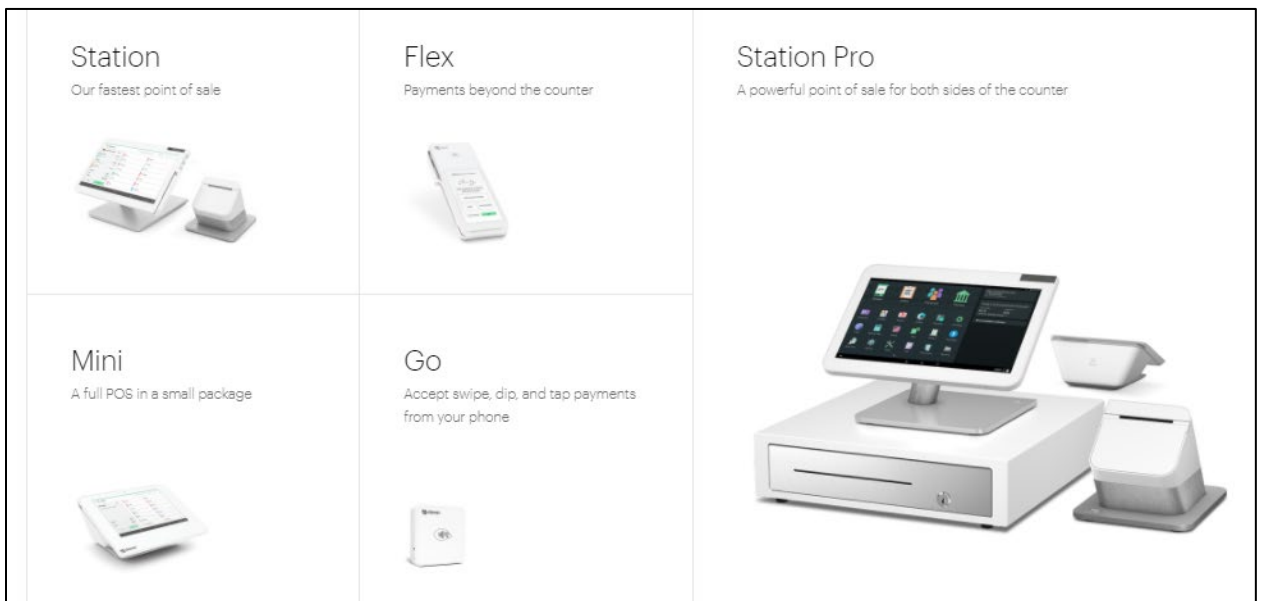 Station
Our fastest point of sale
Flex
Payments beyond the counter
Station Pro
A powerful point of sale for both sides of the counter
Mini
A full POS in a small package
Go
Accept swipe, dip, and tap payments
from your phone